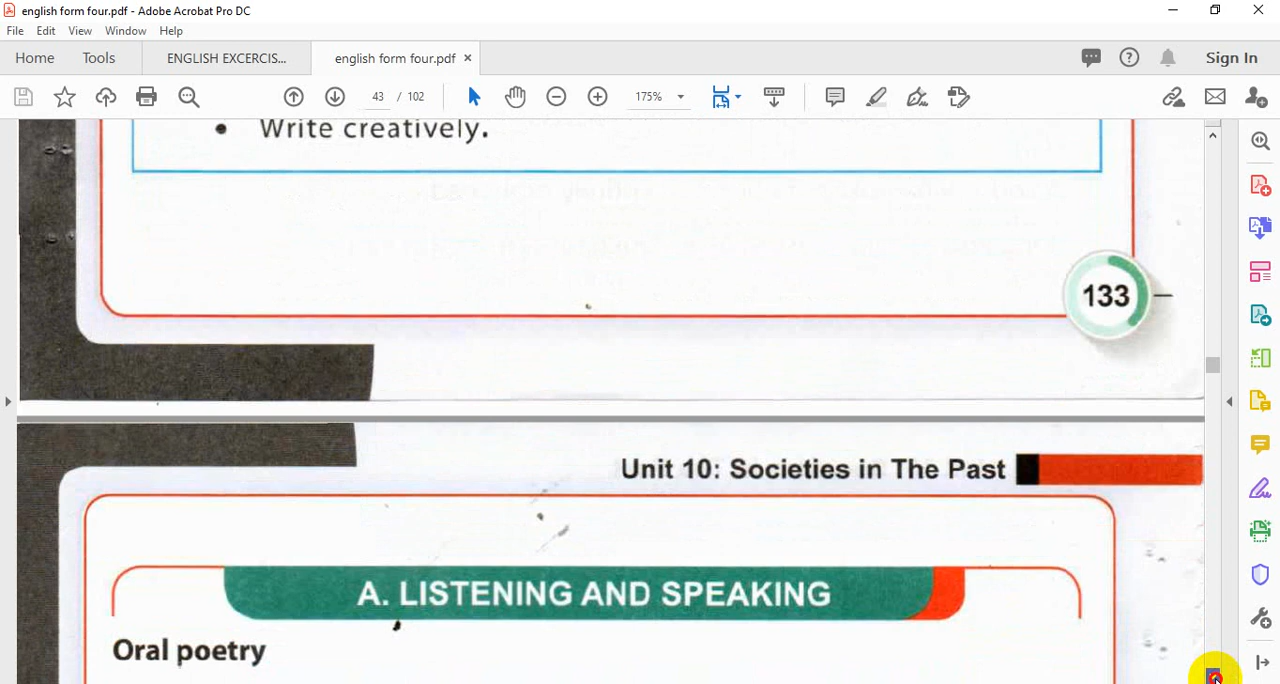 english form four.pdf - Adobe Acrobat Pro DC
File Edit View Window Help
Home Tools ENGLISH EXCERCIS... english form four.pdf ×
43 / 102 175% Sign In
• Write creatively.
133
Unit 10: Societies in The Past
A. LISTENING AND SPEAKING
Oral poetry